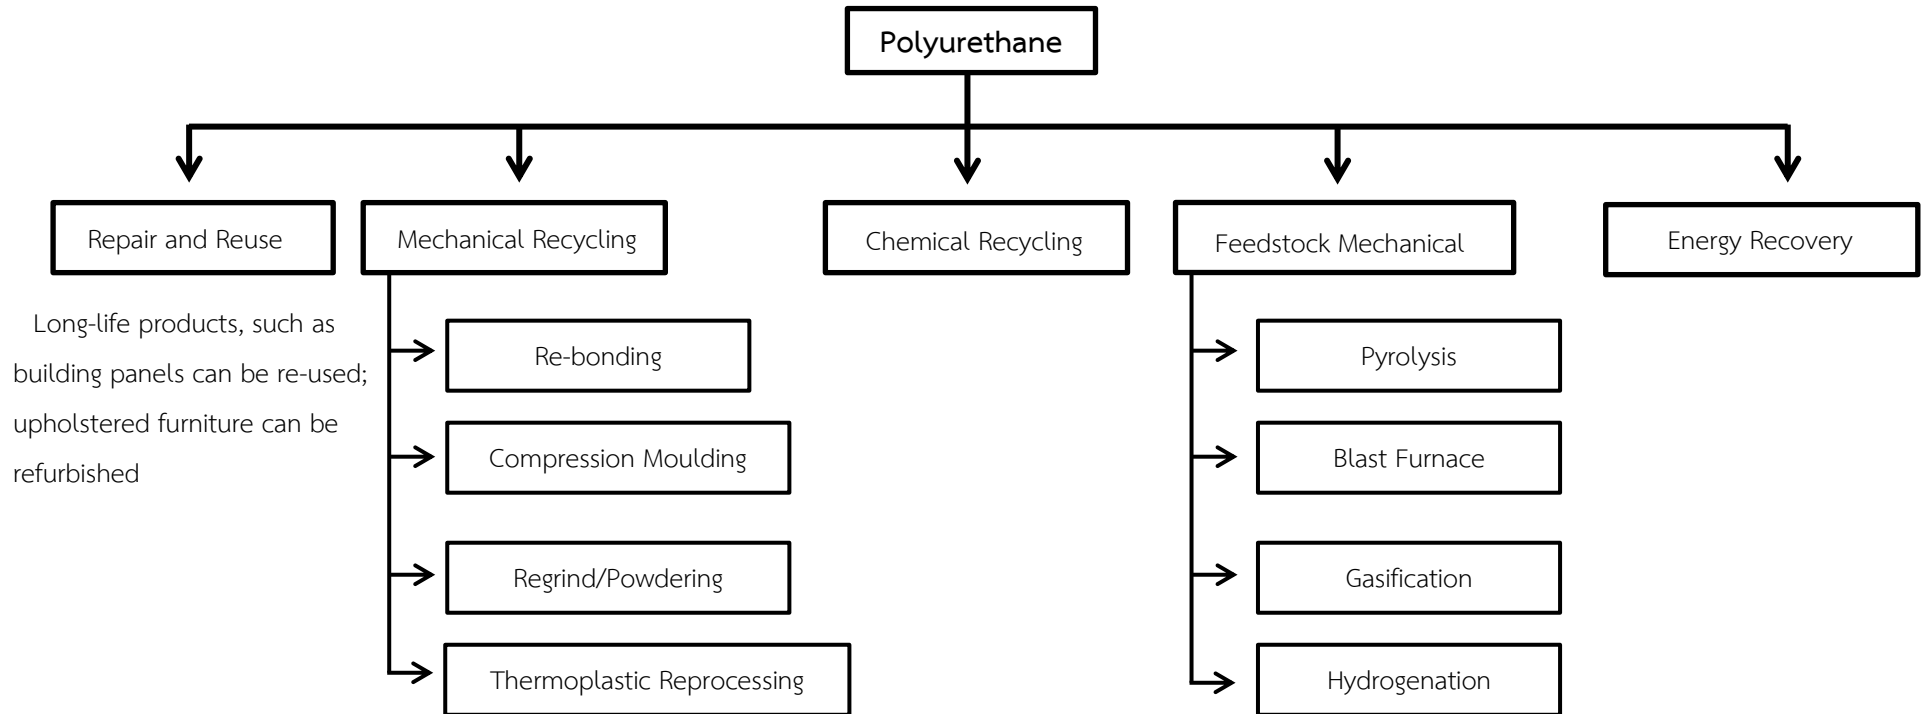 Polyurethane
Repair and Reuse
Mechanical Recycling
Chemical Recycling
Feedstock Mechanical
Energy Recovery
Long-life products, such as
building panels can be re-used;
upholstered furniture can be
refurbished
Re-bonding
Compression Moulding
Regrind/Powdering
Thermoplastic Reprocessing
Pyrolysis
Blast Furnace
Gasification
Hydrogenation